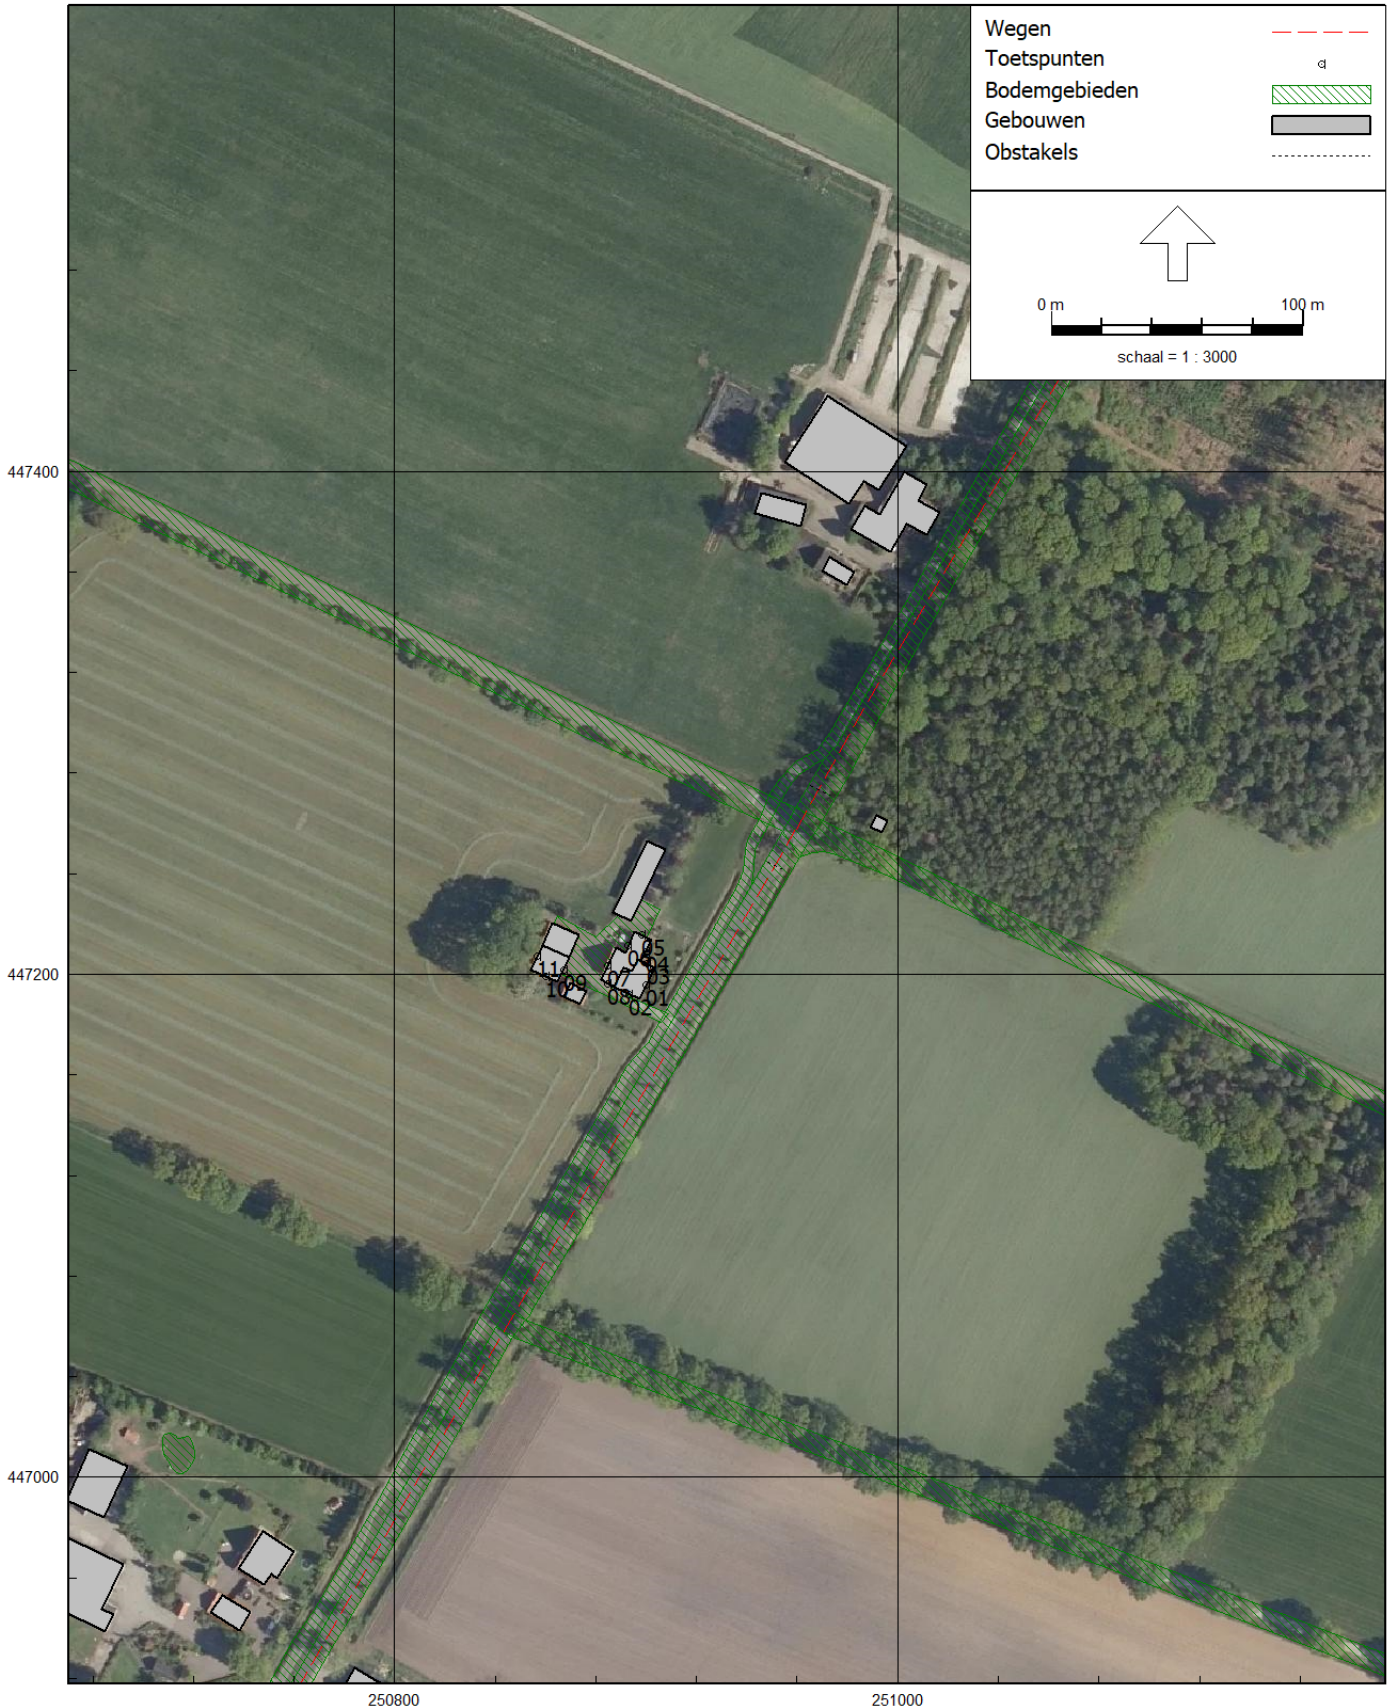 Wegen
Toetspunten
Bodemgebieden
Gebouwen
Obstakels
0 m 100 m
schaal = 1 : 3000
447400
447200
447000
250800 251000
05
06 04
11 07 03
10 09 08 01
02